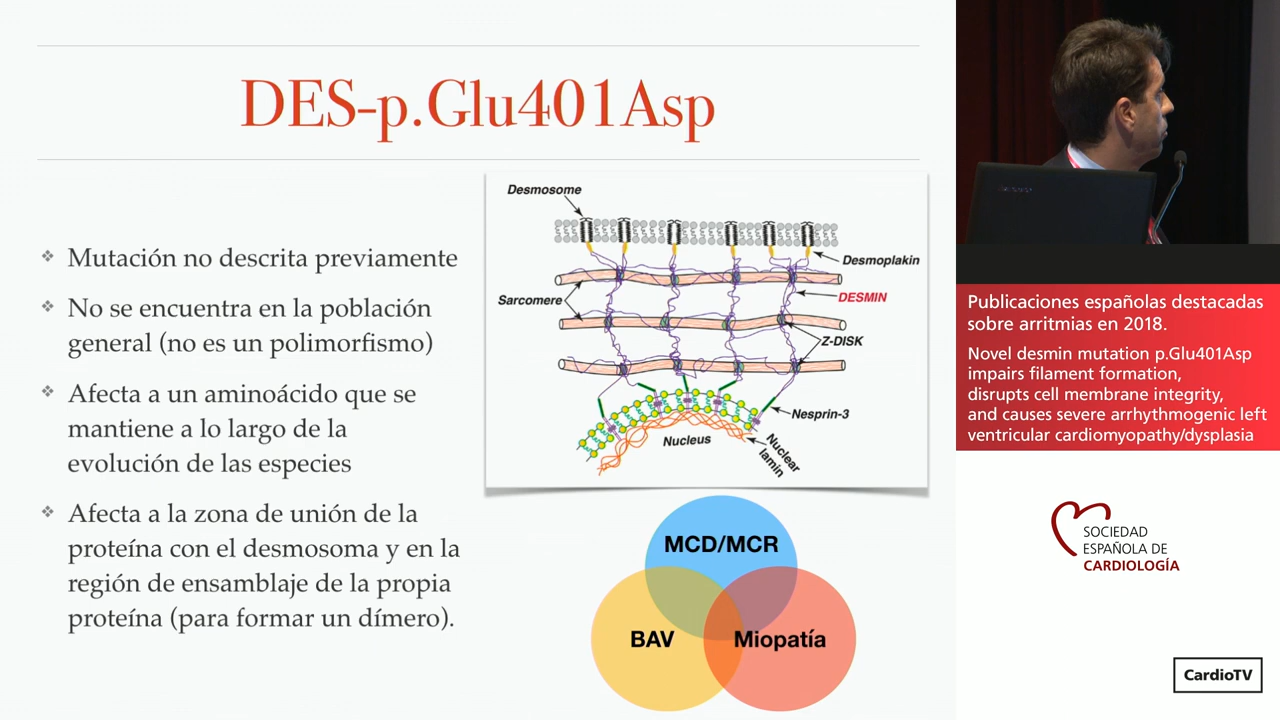 DES-p.Glu401Asp
Mutación no descrita previamente
No se encuentra en la población
general (no es un polimorfismo)
Afecta a un aminoácido que se
mantiene a lo largo de la
evolución de las especies
Afecta a la zona de unión de la
proteína con el desmosoma y en la
región de ensamblaje de la propia
proteína (para formar un dímero).
Desmosome
Desmoplakin
DESMIN
Sarcomere
Z-DISK
Nesprin-3
Nucleus
Nuclear
lamin
MCD/MCR
BAV
Miopatía
Publicaciones españolas destacadas
sobre arritmias en 2018.
Novel desmin mutation p.Glu401Asp
impairs filament formation,
disrupts cell membrane integrity,
and causes severe arrhythmogenic left
ventricular cardiomyopathy/dysplasia
SOCIEDAD
ESPAÑOLA DE
CARDIOLOGÍA
CardioTV